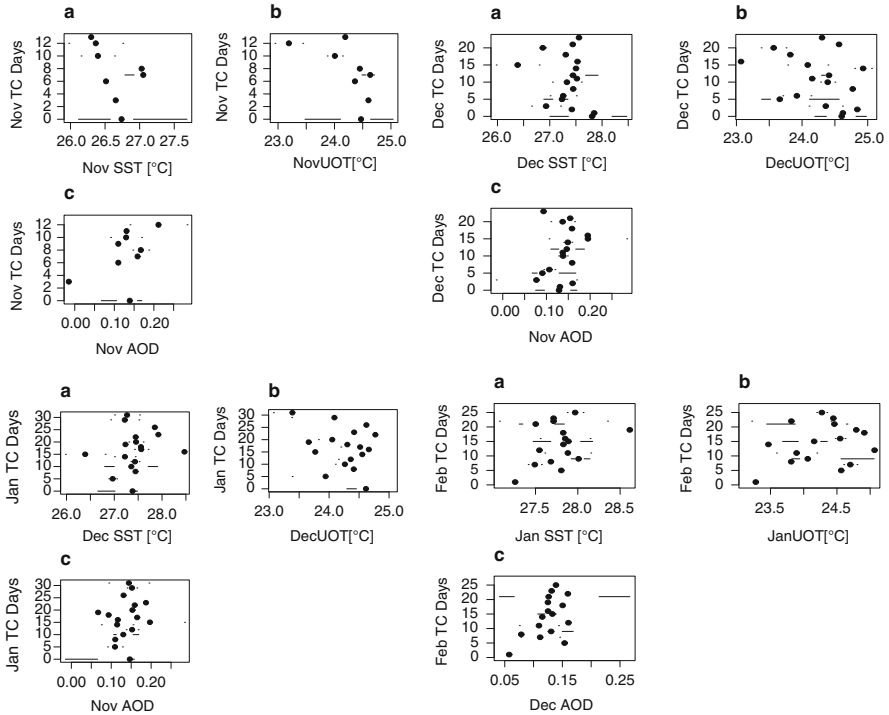 a
Nov TC Days
12
10
8
6
4
2
0
26.0 26.5 27.0 27.5
Nov SST [°C]
b
Nov TC Days
12
10
8
6
4
2
0
23.0 24.0 25.0
NovUOT[°C]
a
Dec TC Days
20
15
10
5
0
26.0 27.0 28.0
Dec SST [°C]
b
Dec TC Days
20
15
10
5
0
23.0 24.0 25.0
DecUOT[°C]
c
Nov TC Days
12
10
8
6
4
2
0
0.00 0.10 0.20
Nov AOD
c
Dec TC Days
20
15
10
5
0
0.00 0.10 0.20
Nov AOD
a
Jan TC Days
30
25
20
15
10
5
0
26.0 27.0 28.0
Dec SST [°C]
b
Jan TC Days
30
25
20
15
10
5
0
23.0 24.0 25.0
DecUOT[°C]
a
Feb TC Days
25
20
15
10
5
0
27.5 28.0 28.5
Jan SST [°C]
b
Feb TC Days
25
20
15
10
5
0
23.5 24.5
JanUOT[°C]
c
Jan TC Days
30
25
20
15
10
5
0
0.00 0.10 0.20
Nov AOD
c
Feb TC Days
25
20
15
10
5
0
0.05 0.15 0.25
Dec AOD